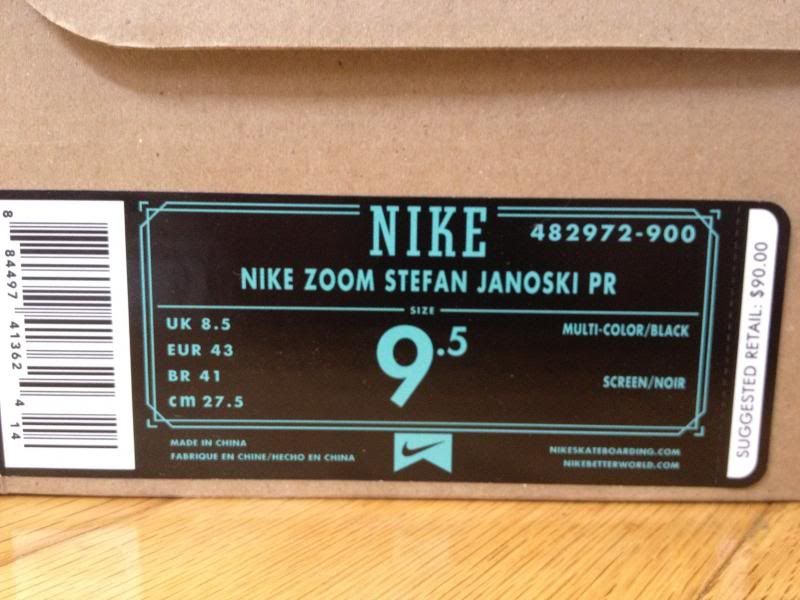 8 84497 41362 4 14
NIKE
482972-900
NIKE ZOOM STEFAN JANOSKI PR
SIZE
9.5
UK 8.5
EUR 43
BR 41
cm 27.5
MULTI-COLOR/BLACK
SCREEN/NOIR
MADE IN CHINA
FABRIQUE EN CHINE/HECHO EN CHINA
NIKESKATEBOARDING.COM
NIKEBETTERWORLD.COM
SUGGESTED RETAIL: $90.00